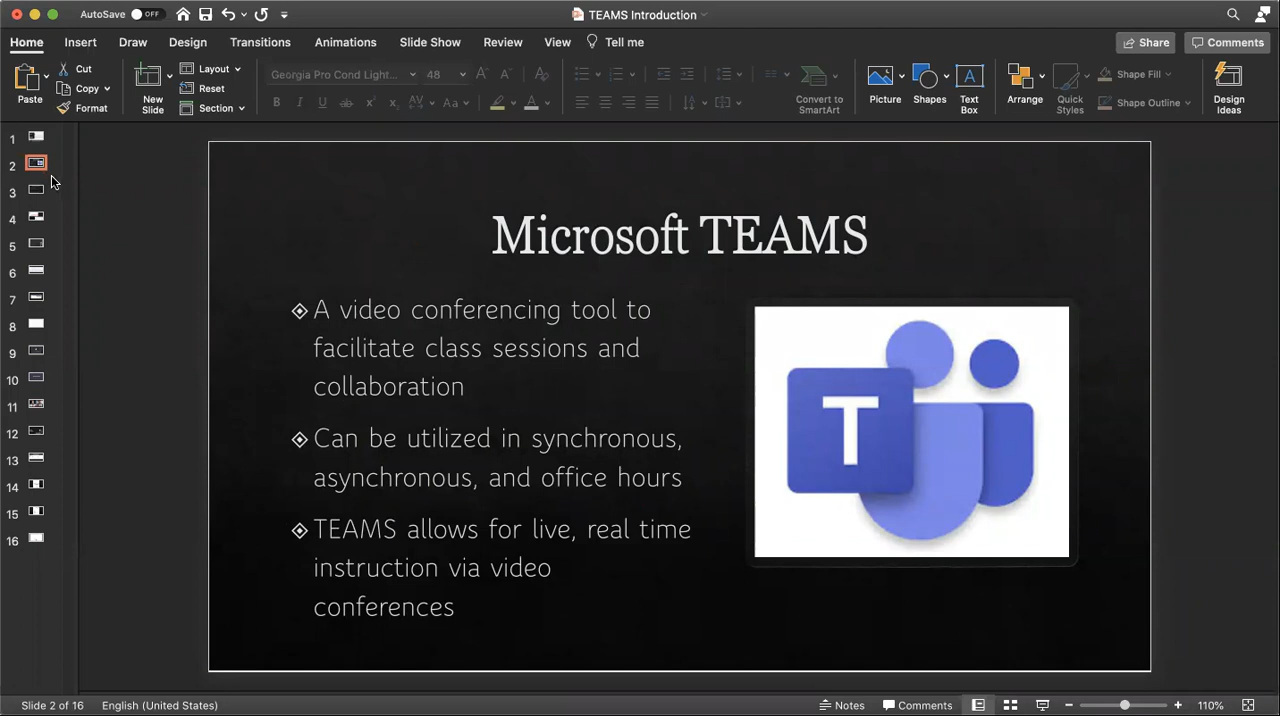 AutoSave OFF TEAMS Introduction
Home Insert Draw Design Transitions Animations Slide Show Review View Tell me Share Comments
Paste Cut Copy Format
New Slide Layout Reset Section
Georgia Pro Cond Light... 48
Convert to SmartArt
Picture Shapes Text Box Arrange Quick Styles Shape Fill Shape Outline Design Ideas
1
2
3
4
5
6
7
8
9
10
11
12
13
14
15
16
Microsoft TEAMS
A video conferencing tool to
facilitate class sessions and
collaboration
Can be utilized in synchronous,
asynchronous, and office hours
TEAMS allows for live, real time
instruction via video
conferences
T
Slide 2 of 16 English (United States) Notes Comments 110%